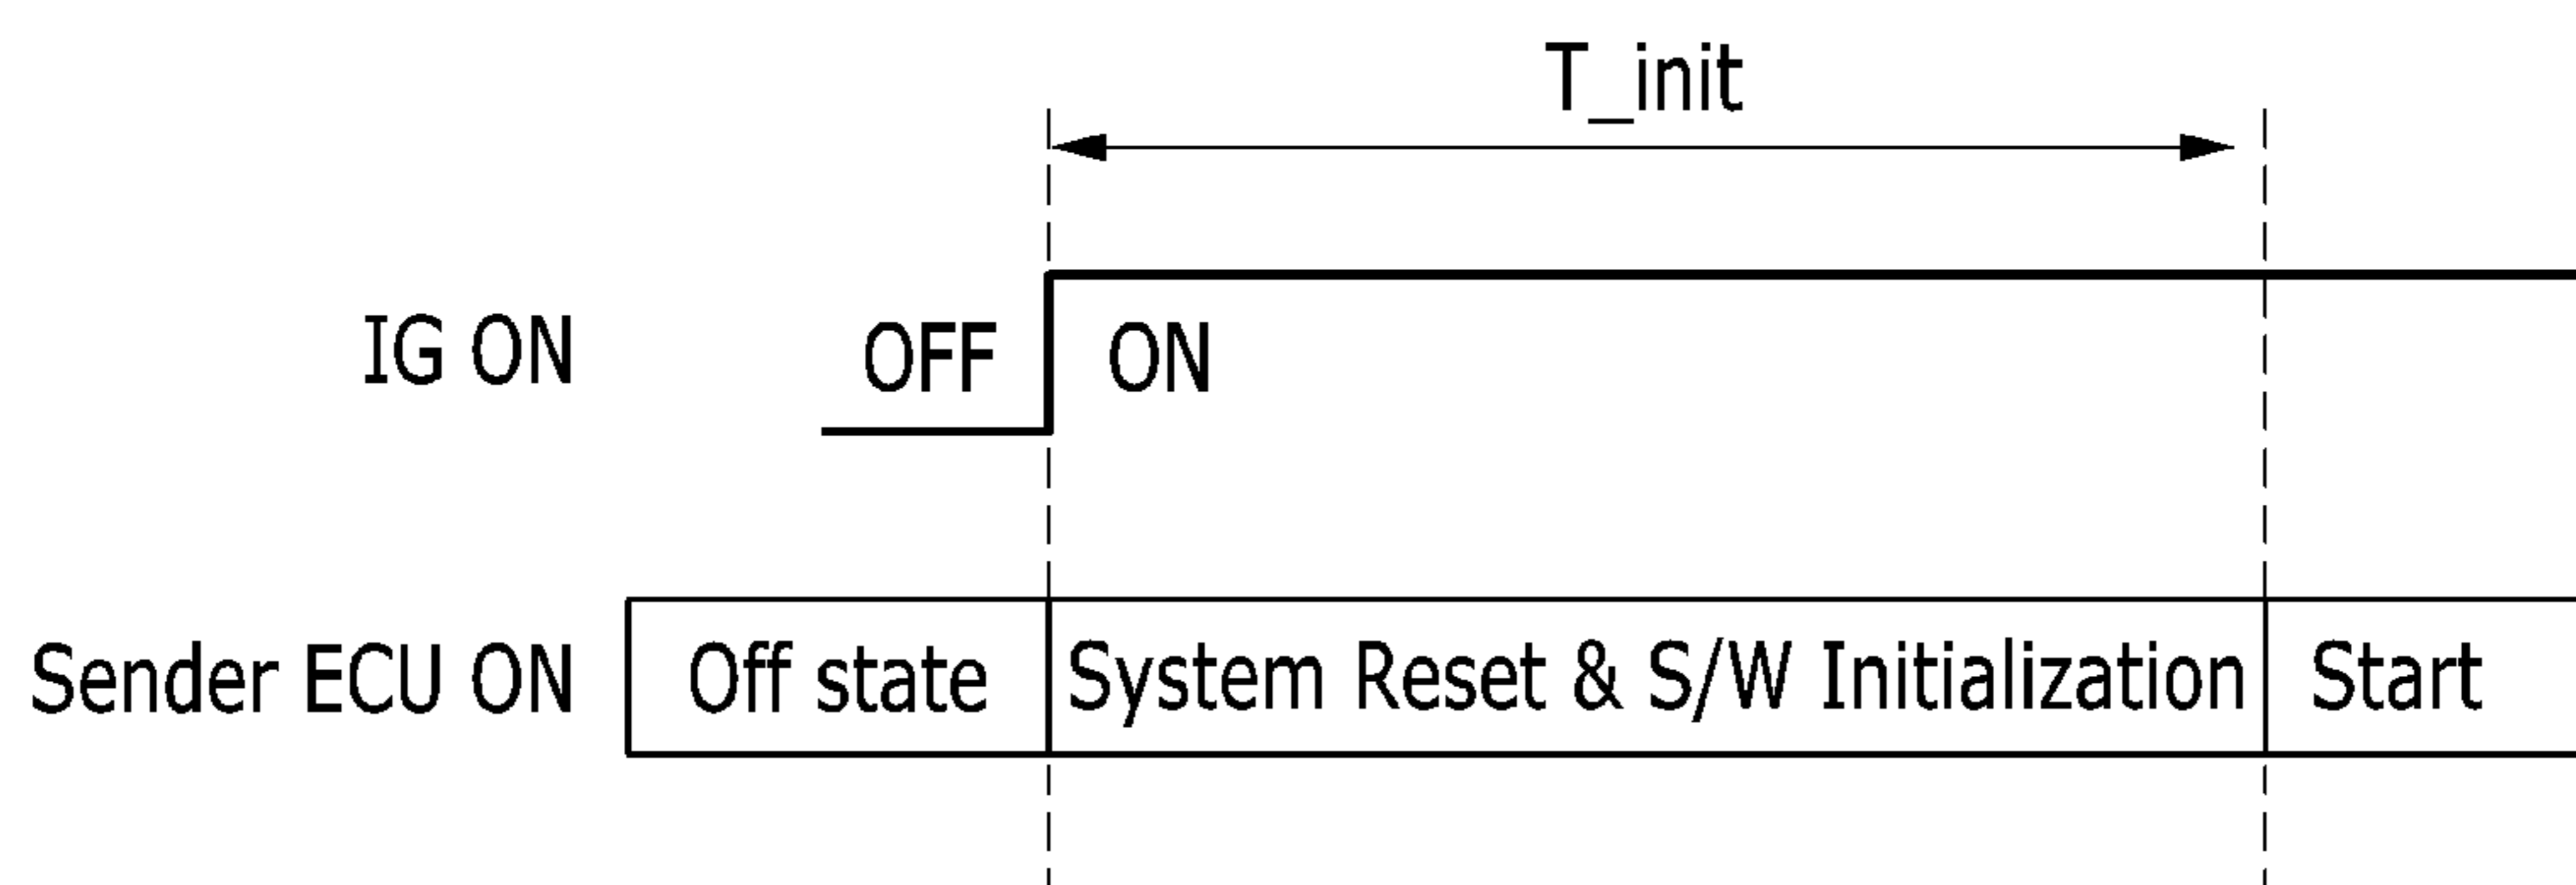 T_init
IG ON OFF ON
Sender ECU ON Off state System Reset & S/W Initialization Start